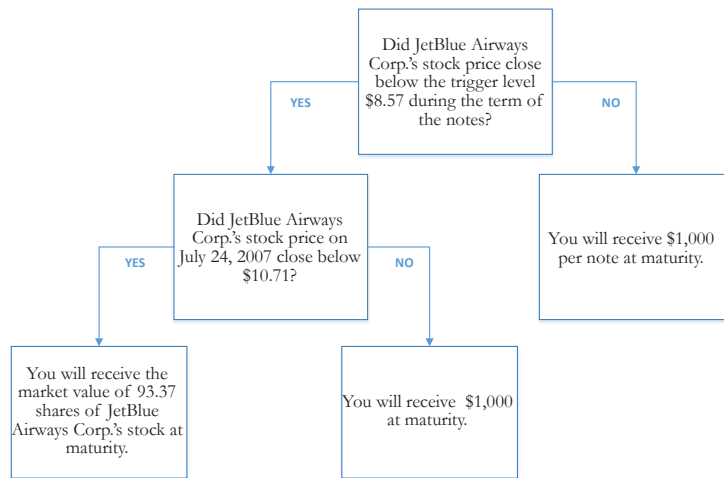 Did JetBlue Airways
Corp.'s stock price close
below the trigger level
$8.57 during the term of
the notes?
YES
NO
Did JetBlue Airways
Corp.'s stock price on
July 24, 2007 close below
$10.71?
You will receive $1,000
per note at maturity.
YES
NO
You will receive the
market value of 93.37
shares of JetBlue
Airways Corp.'s stock at
maturity.
You will receive $1,000
at maturity.